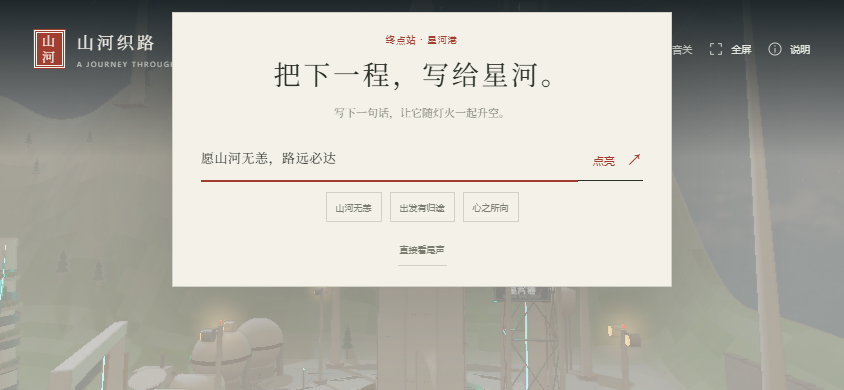 山河
山河织路
A JOURNEY THROUG
音关
全屏
说明
终点站 · 星河港
把下一程，写给星河。
写下一句话，让它随灯火一起升空。
愿山河无恙，路远必达
点亮
山河无恙
出发有归途
心之所向
直接看尾声